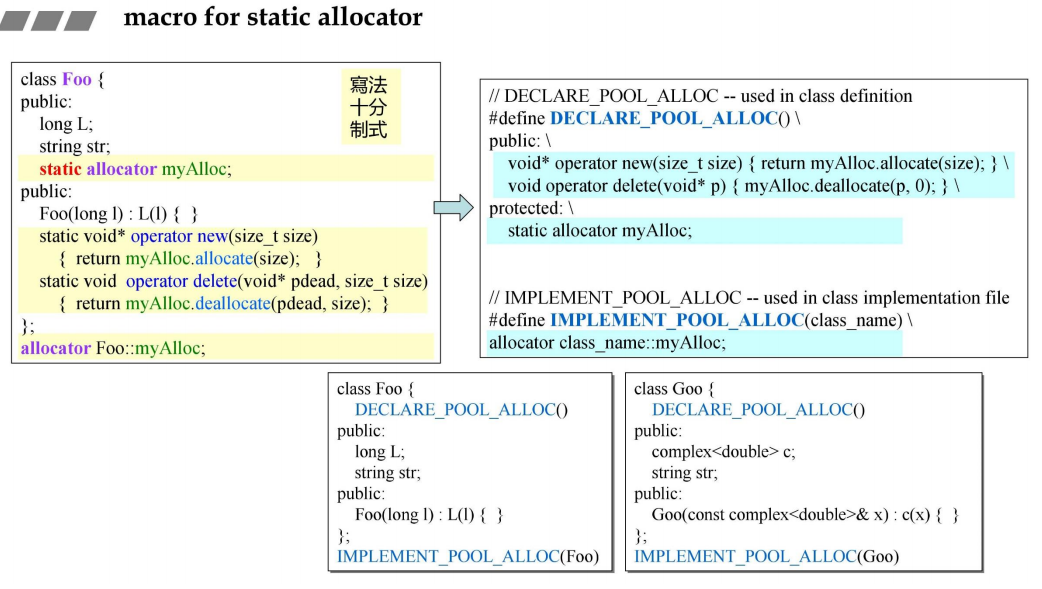 macro for static allocator
class Foo {
public:
long L;
string str;
static allocator myAlloc;
public:
Foo(long l) : L(l) { }
static void* operator new(size_t size)
{ return myAlloc.allocate(size); }
static void operator delete(void* pdead, size_t size)
{ return myAlloc.deallocate(pdead, size); }
};
allocator Foo::myAlloc;
寫法
十分
制式
// DECLARE_POOL_ALLOC -- used in class definition
#define DECLARE_POOL_ALLOC() \
public: \
void* operator new(size_t size) { return myAlloc.allocate(size); } \
void operator delete(void* p) { myAlloc.deallocate(p, 0); } \
protected: \
static allocator myAlloc;
// IMPLEMENT_POOL_ALLOC -- used in class implementation file
#define IMPLEMENT_POOL_ALLOC(class_name) \
allocator class_name::myAlloc;
class Foo {
DECLARE_POOL_ALLOC()
public:
long L;
string str;
public:
Foo(long l) : L(l) { }
};
IMPLEMENT_POOL_ALLOC(Foo)
class Goo {
DECLARE_POOL_ALLOC()
public:
complex<double> c;
string str;
public:
Goo(const complex<double>& x) : c(x) { }
};
IMPLEMENT_POOL_ALLOC(Goo)